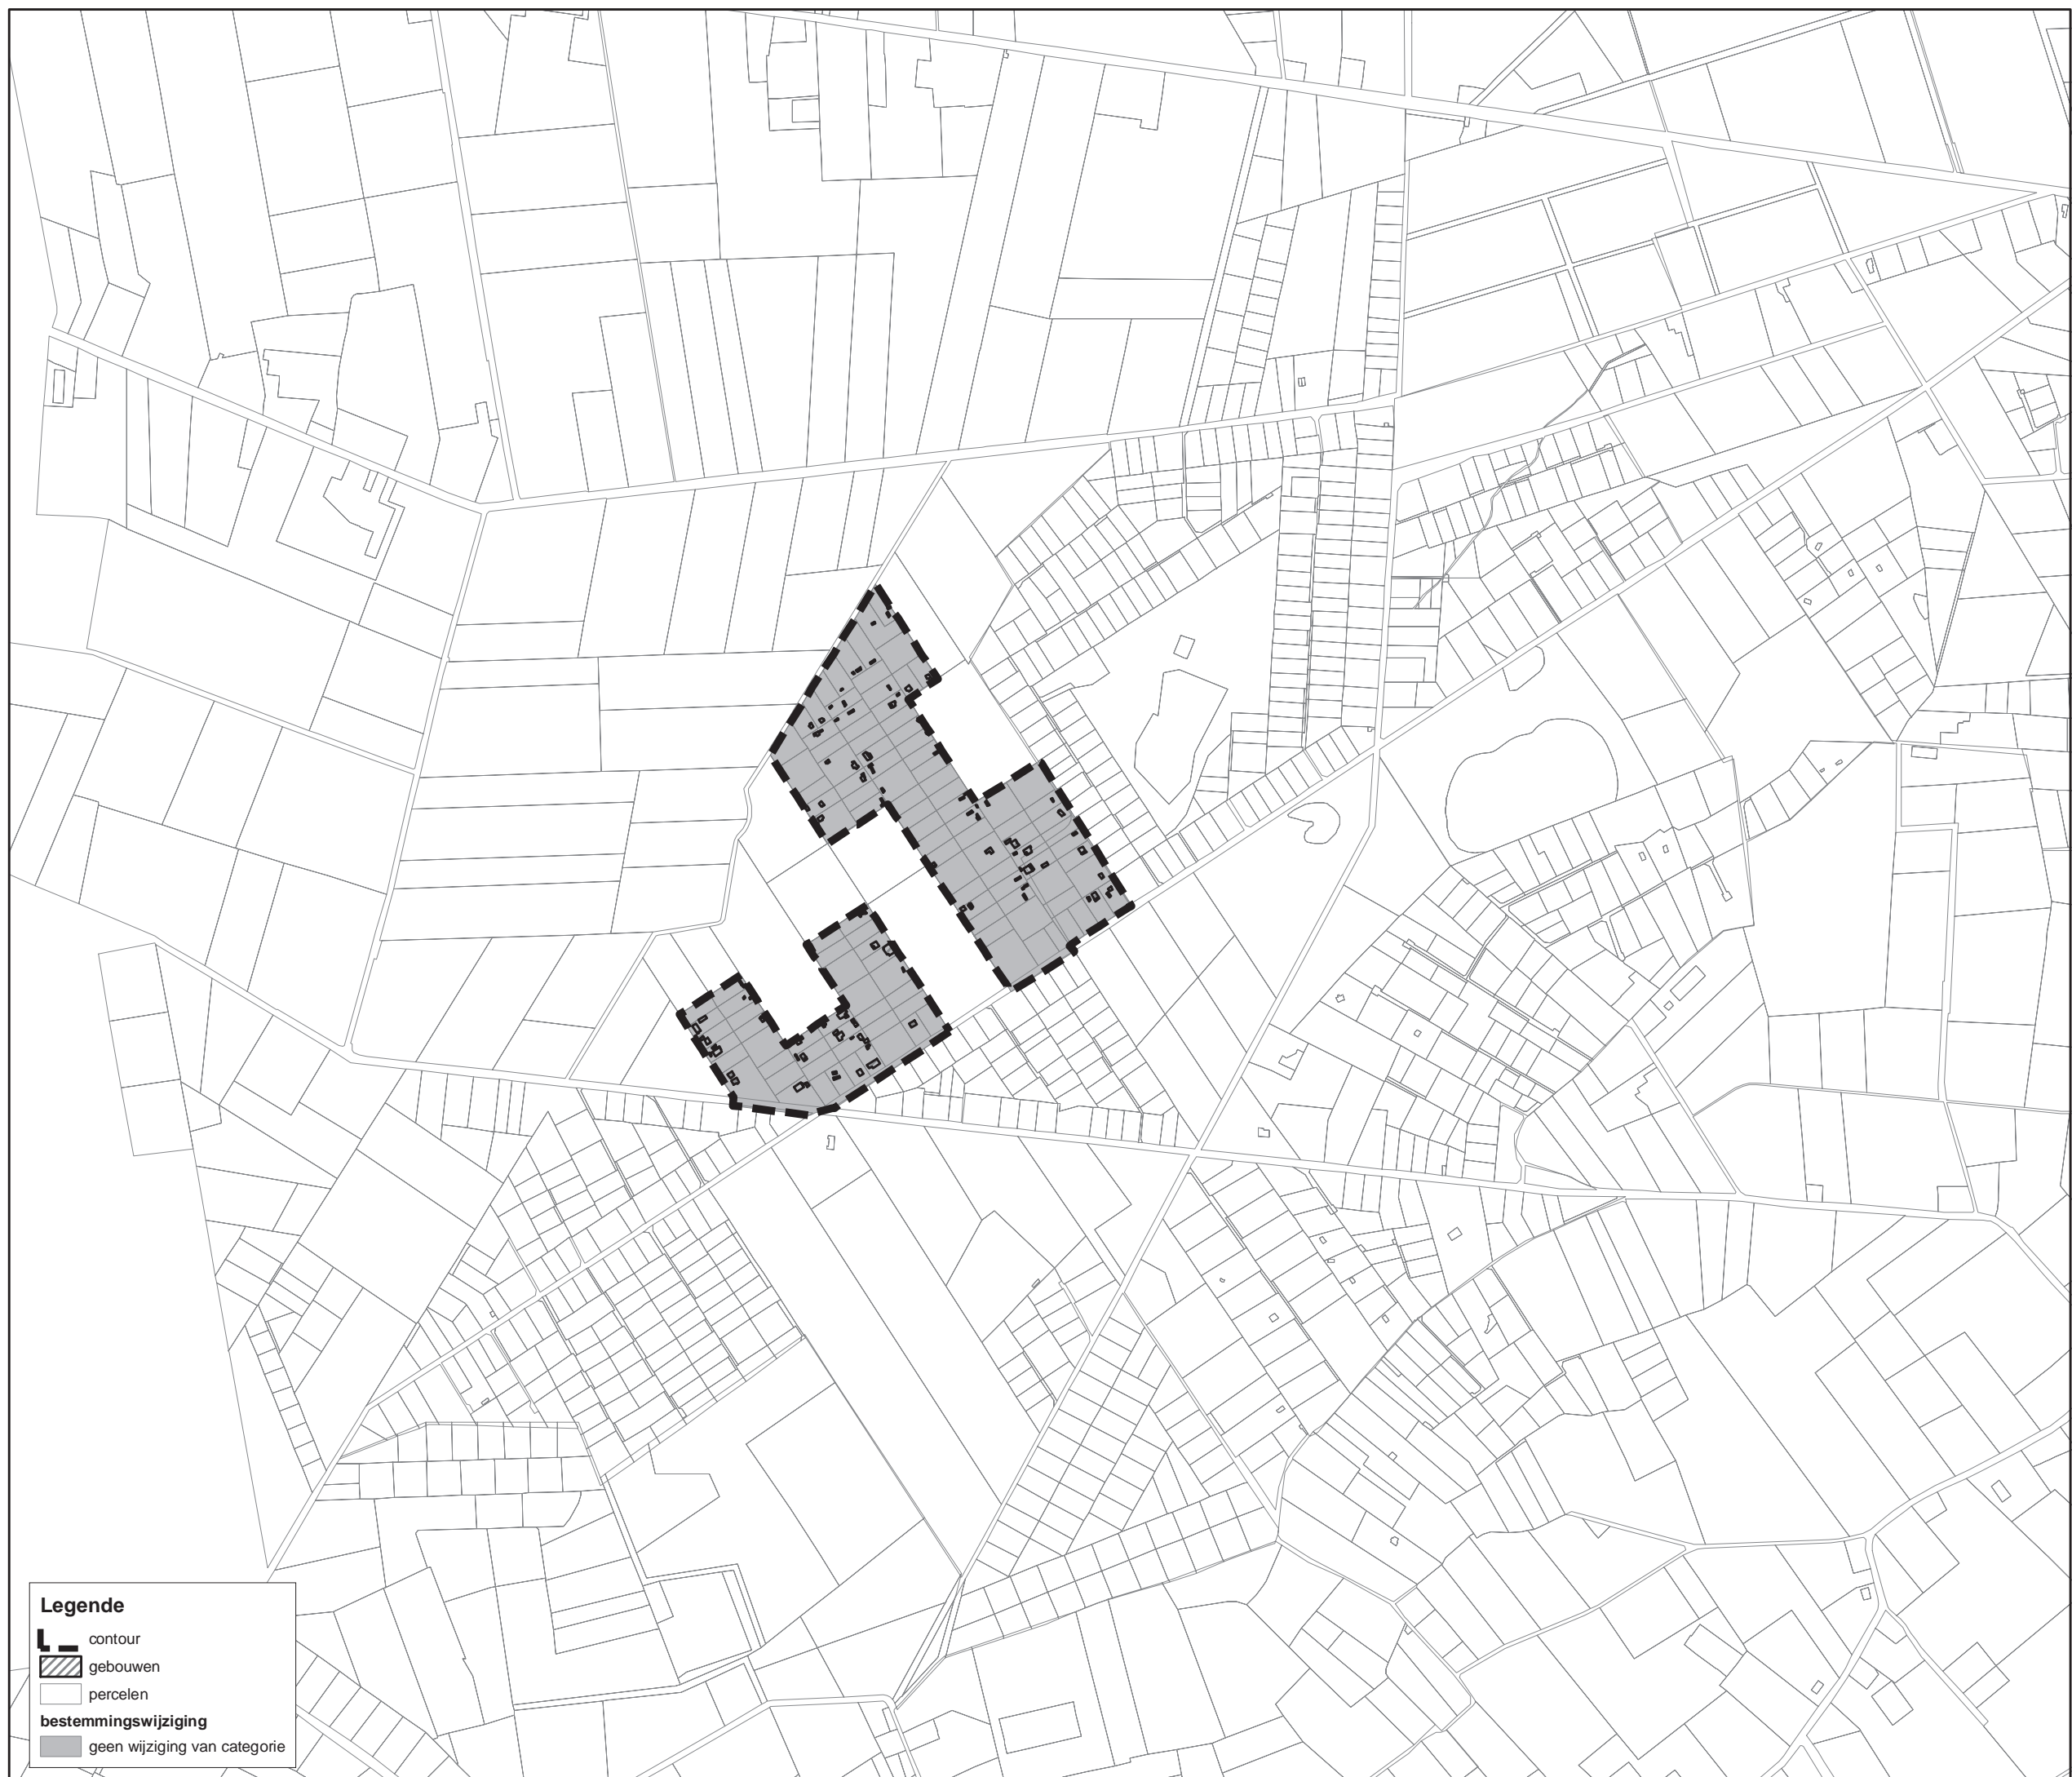 Legende
contour
gebouwen
percelen
bestemmingswijziging
geen wijziging van categorie